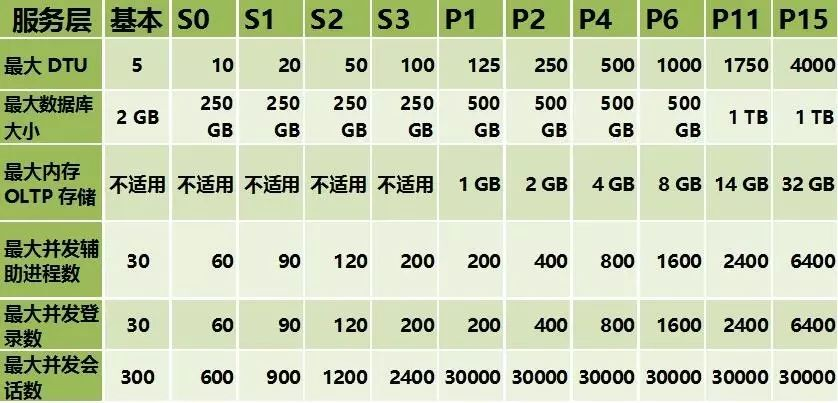 服务层 基本 S0 S1 S2 S3 P1 P2 P4 P6 P11 P15
最大 DTU 5 10 20 50 100 125 250 500 1000 1750 4000
最大数据库大小 2 GB 250 GB 250 GB 250 GB 250 GB 500 GB 500 GB 500 GB 500 GB 1 TB 1 TB
最大内存 OLTP 存储 不适用 不适用 不适用 不适用 不适用 1 GB 2 GB 4 GB 8 GB 14 GB 32 GB
最大并发辅助进程数 30 60 90 120 200 200 400 800 1600 2400 6400
最大并发登录数 30 60 90 120 200 200 400 800 1600 2400 6400
最大并发会话数 300 600 900 1200 2400 30000 30000 30000 30000 30000 30000